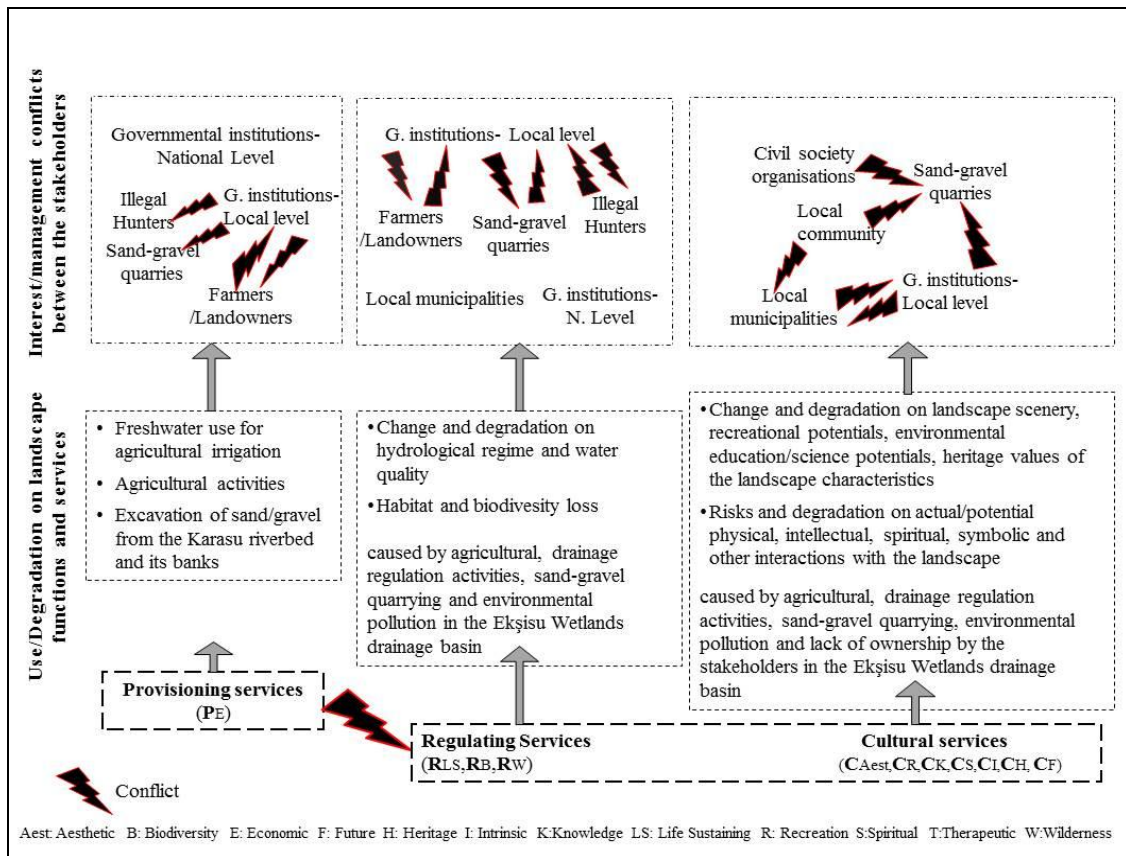 Interest/management conflicts
between the stakeholders
Governmental institutions-
National Level
Illegal
Hunters
G. institutions-
Local level
Sand-gravel
quarries
Farmers
/Landowners
G. institutions- Local level
Farmers
/Landowners
Sand-gravel
quarries
Illegal
Hunters
Local municipalities
G. institutions-
N. Level
Civil society
organisations
Sand-gravel
quarries
Local
community
Local
municipalities
G. institutions-
Local level
Use/Degradation on landscape
functions and services
• Freshwater use for
agricultural irrigation
• Agricultural activities
• Excavation of sand/gravel
from the Karasu riverbed
and its banks
•Change and degradation on
hydrological regime and water
quality
•Habitat and biodivesity loss
caused by agricultural, drainage
regulation activities, sand-gravel
quarrying and environmental
pollution in the Ekşisu Wetlands
drainage basin
•Change and degradation on landscape scenery,
recreational potentials, environmental
education/science potentials, heritage values of
the landscape characteristics
•Risks and degradation on actual/potential
physical, intellectual, spiritual, symbolic and
other interactions with the landscape
caused by agricultural, drainage regulation
activities, sand-gravel quarrying, environmental
pollution and lack of ownership by the
stakeholders in the Ekşisu Wetlands drainage
basin
Provisioning services
(PE)
Regulating Services
(RLS,RB,RW)
Cultural services
(CAest,CR,CK,CS,CI,CH, CF)
Conflict
Aest: Aesthetic B: Biodiversity E: Economic F: Future H: Heritage I: Intrinsic K:Knowledge LS: Life Sustaining R: Recreation S:Spiritual T:Therapeutic W:Wilderness